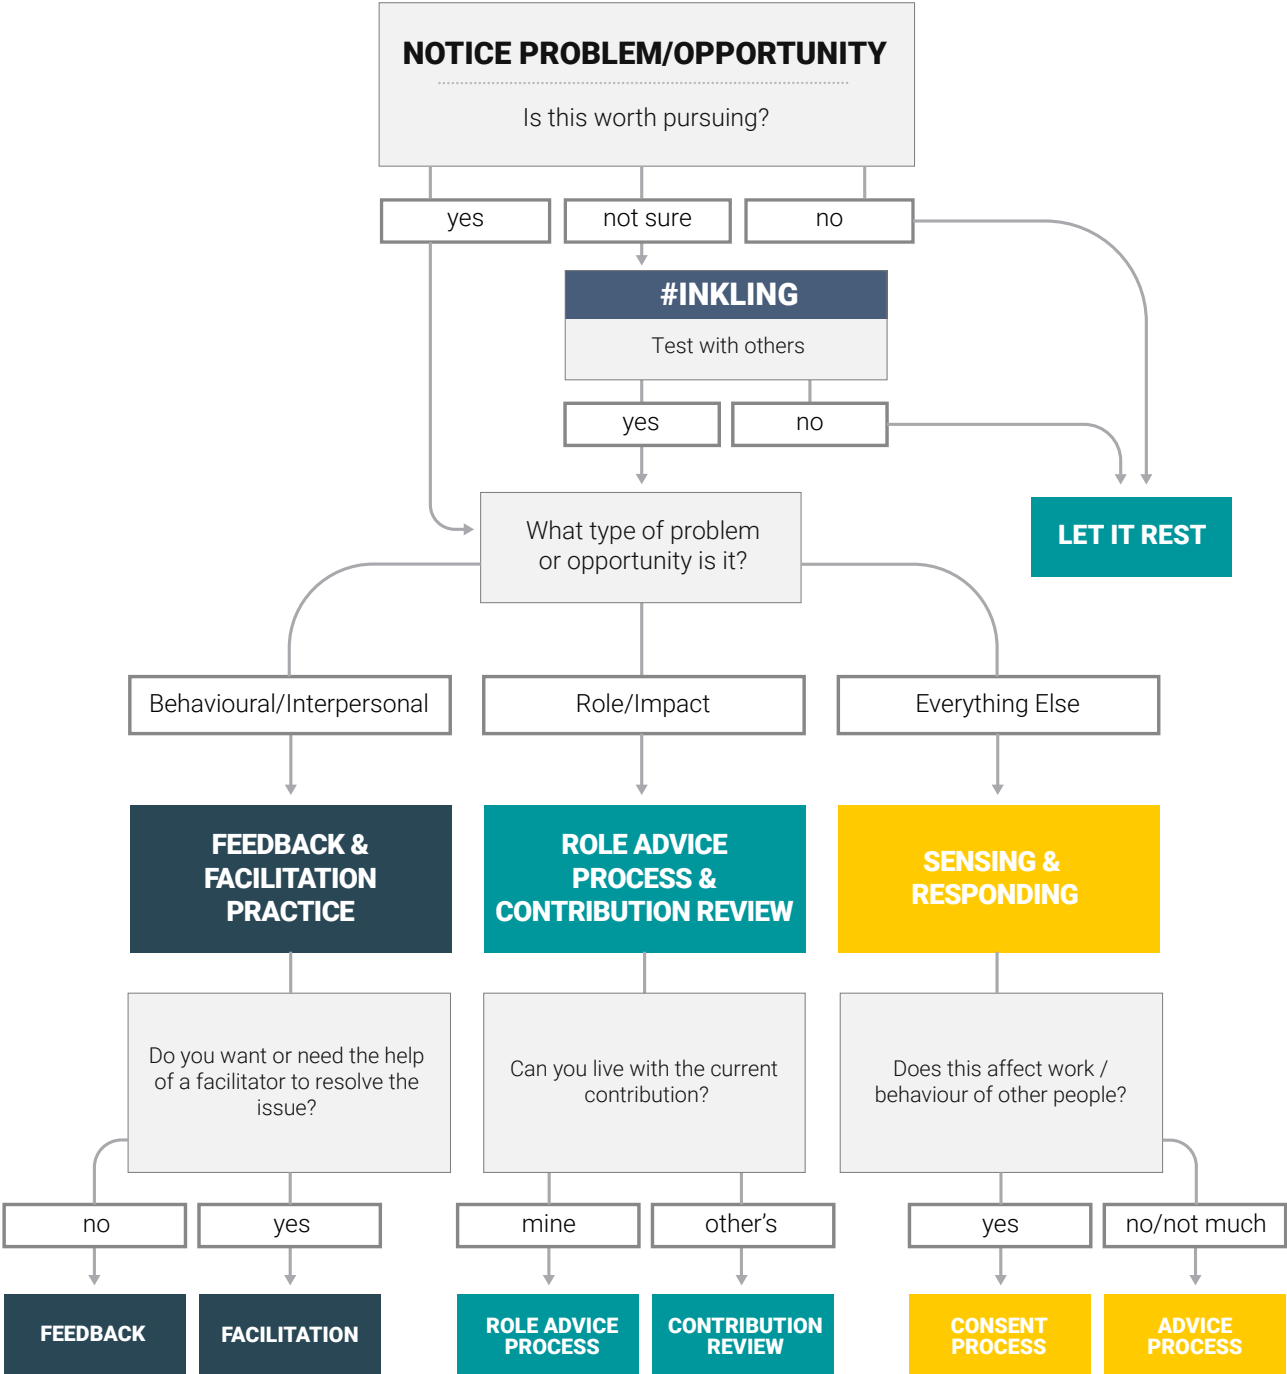 NOTICE PROBLEM/OPPORTUNITY
Is this worth pursuing?
yes
not sure
no
#INKLING
Test with others
yes
no
What type of problem
or opportunity is it?
LET IT REST
Behavioural/Interpersonal
Role/Impact
Everything Else
FEEDBACK &
FACILITATION
PRACTICE
ROLE ADVICE
PROCESS &
CONTRIBUTION REVIEW
SENSING &
RESPONDING
Do you want or need the help
of a facilitator to resolve the
issue?
Can you live with the current
contribution?
Does this affect work /
behaviour of other people?
no
yes
mine
other's
yes
no/not much
FEEDBACK
FACILITATION
ROLE ADVICE
PROCESS
CONTRIBUTION
REVIEW
CONSENT
PROCESS
ADVICE
PROCESS